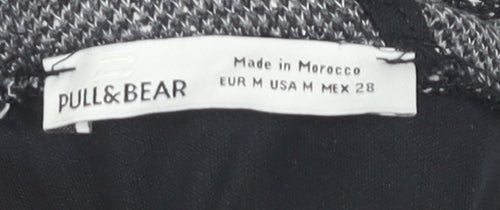 PULL&BEAR
Made in Morocco
EUR M USA M MEX 28